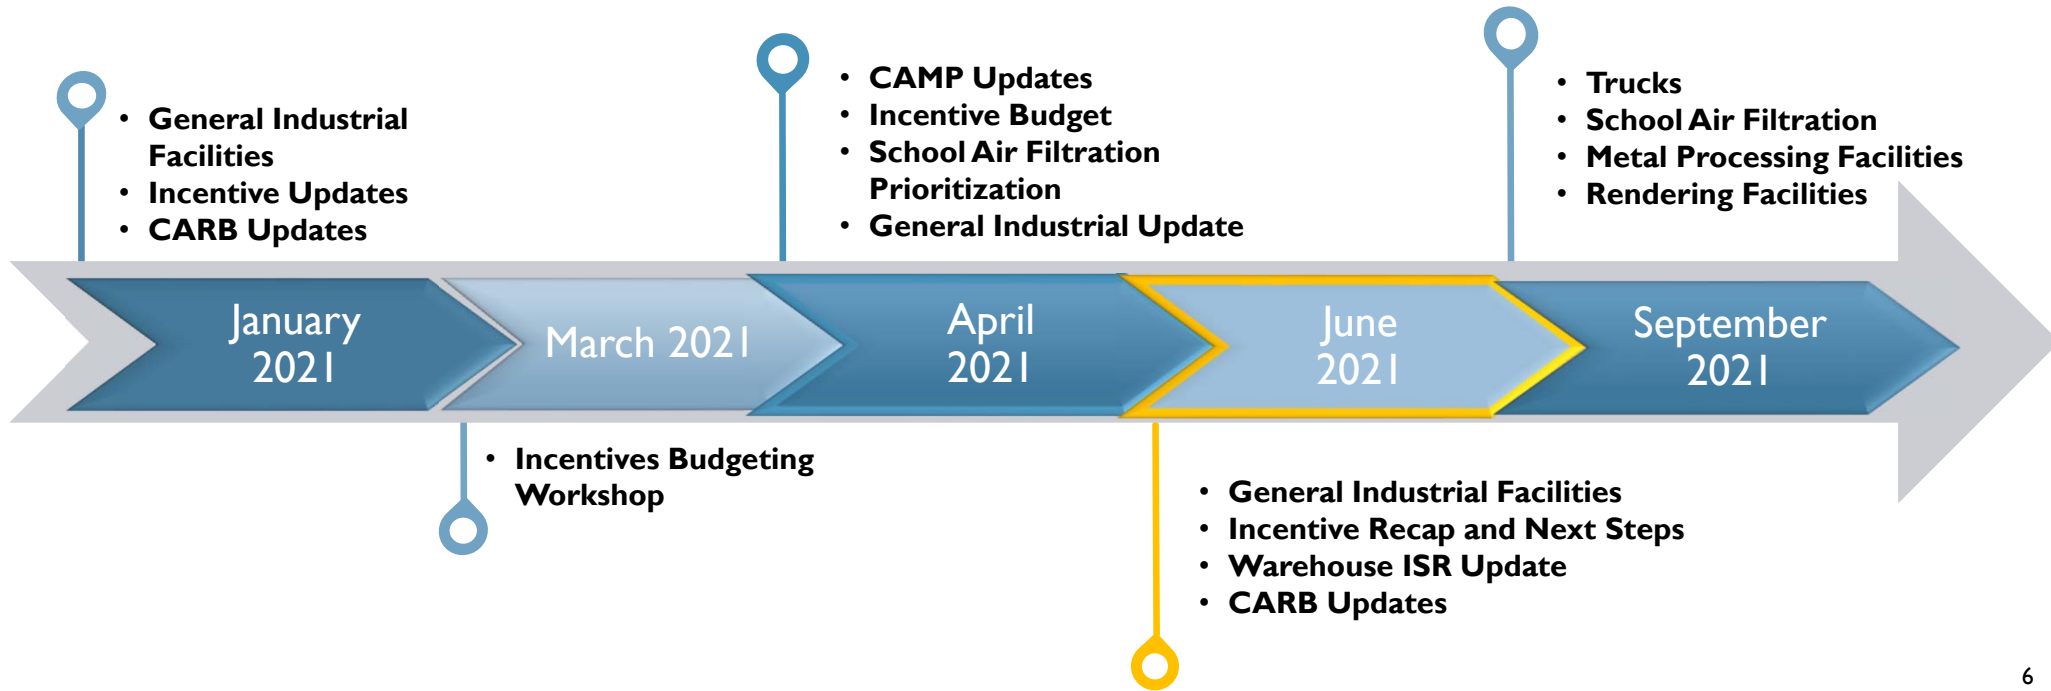 • General Industrial
Facilities
• Incentive Updates
• CARB Updates
• CAMP Updates
• Incentive Budget
• School Air Filtration
Prioritization
• General Industrial Update
• Trucks
• School Air Filtration
• Metal Processing Facilities
• Rendering Facilities
January
2021
March 2021
April
2021
June
2021
September
2021
• Incentives Budgeting
Workshop
• General Industrial Facilities
• Incentive Recap and Next Steps
• Warehouse ISR Update
• CARB Updates
6